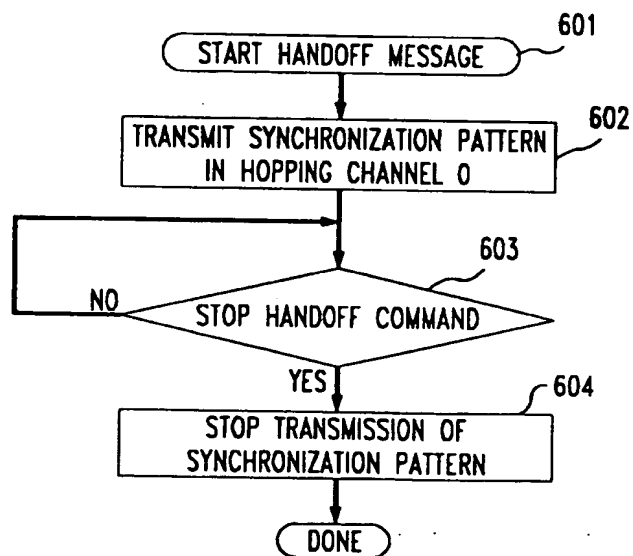 601
START HANDOFF MESSAGE
602
TRANSMIT SYNCHRONIZATION PATTERN
IN HOPPING CHANNEL 0
603
STOP HANDOFF COMMAND
NO
YES
604
STOP TRANSMISSION OF
SYNCHRONIZATION PATTERN
DONE